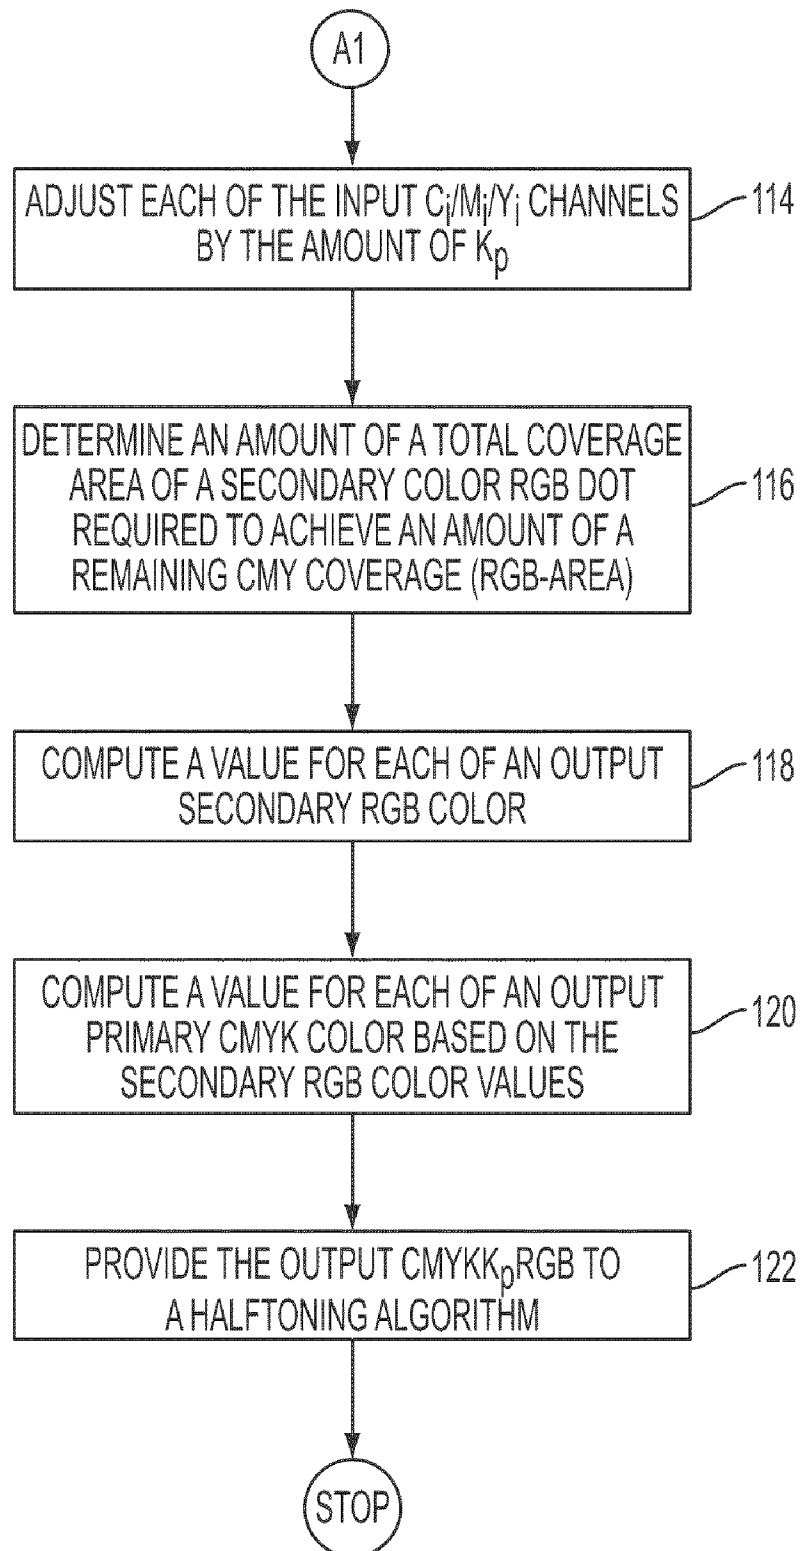 A1
ADJUST EACH OF THE INPUT Cᵢ/Mᵢ/Yᵢ CHANNELS
BY THE AMOUNT OF Kₚ
114
DETERMINE AN AMOUNT OF A TOTAL COVERAGE
AREA OF A SECONDARY COLOR RGB DOT
REQUIRED TO ACHIEVE AN AMOUNT OF A
REMAINING CMY COVERAGE (RGB-AREA)
116
COMPUTE A VALUE FOR EACH OF AN OUTPUT
SECONDARY RGB COLOR
118
COMPUTE A VALUE FOR EACH OF AN OUTPUT
PRIMARY CMYK COLOR BASED ON THE
SECONDARY RGB COLOR VALUES
120
PROVIDE THE OUTPUT CMYKKₚRGB TO
A HALFTONING ALGORITHM
122
STOP